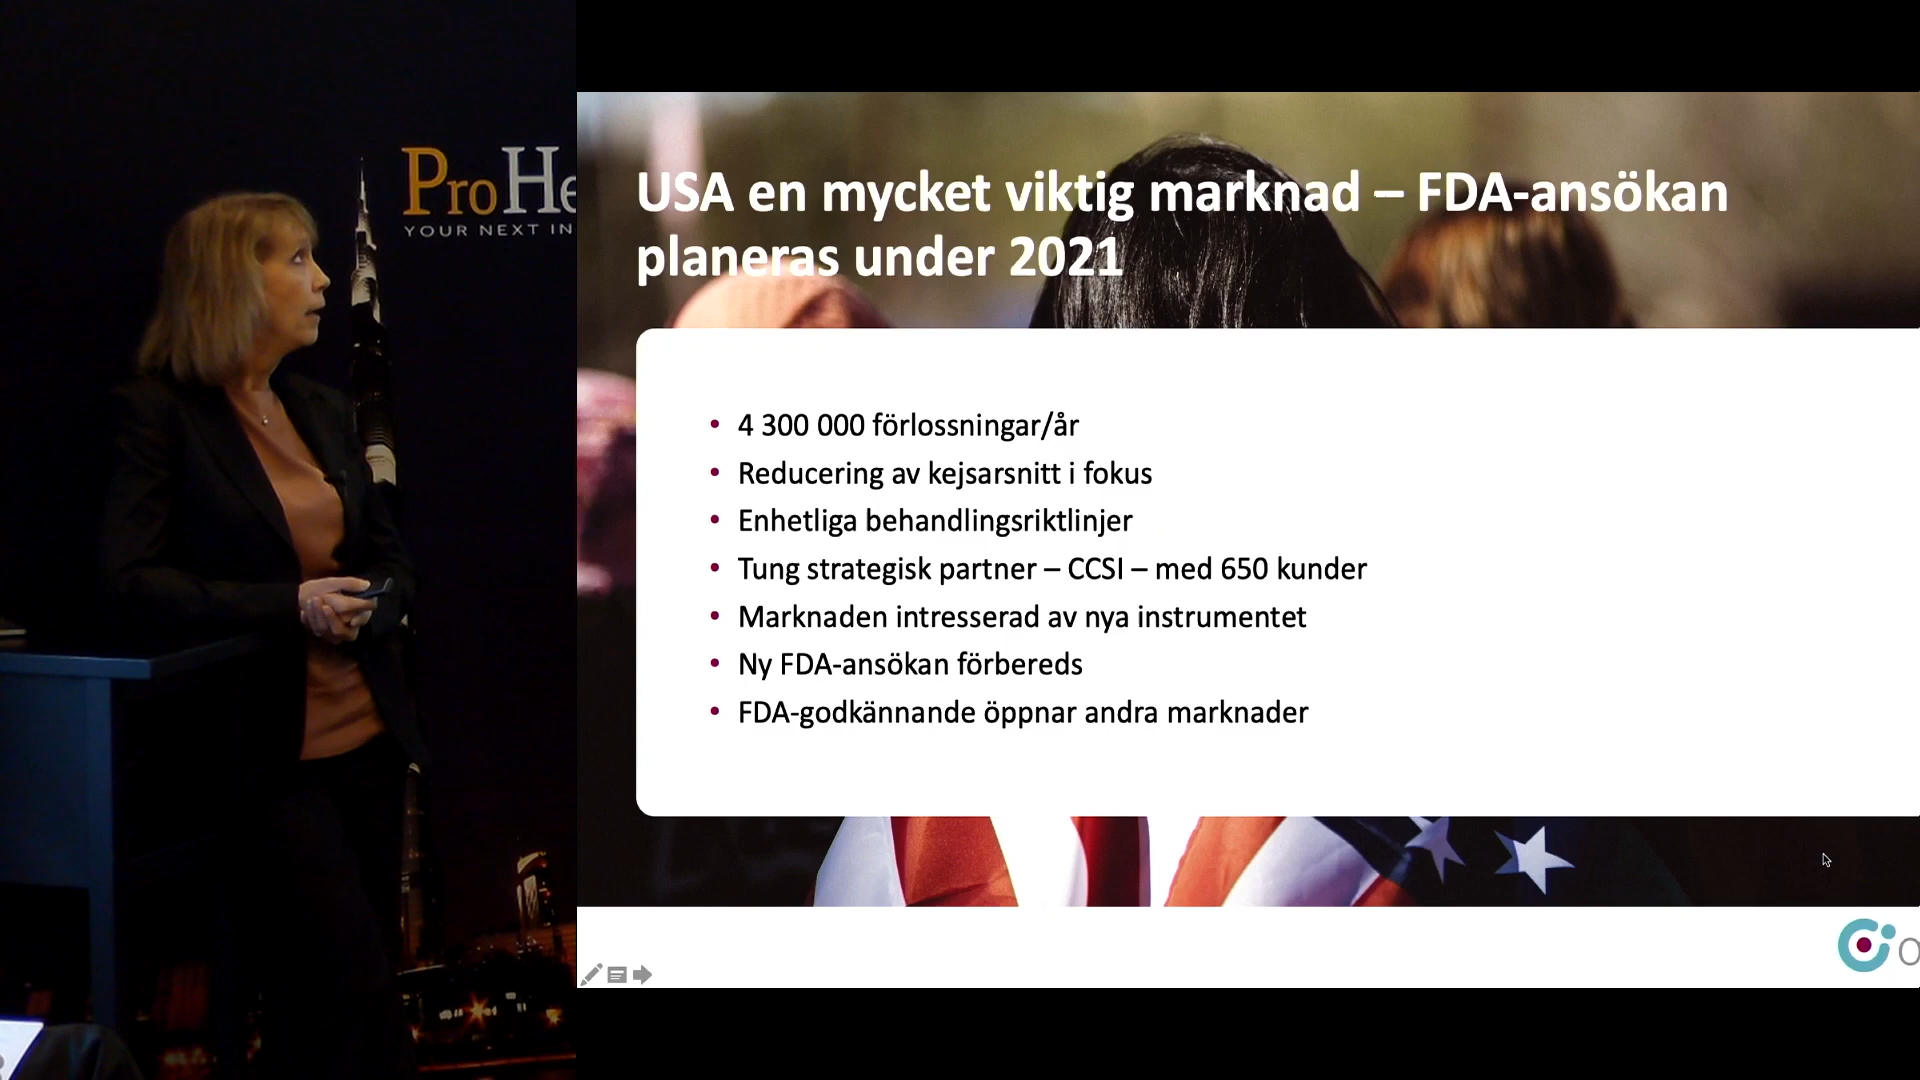 ProHe
YOUR NEXT IN
USA en mycket viktig marknad – FDA-ansökan
planeras under 2021
• 4 300 000 förlossningar/år
• Reducering av kejsarsnitt i fokus
• Enhetliga behandlingsriktlinjer
• Tung strategisk partner – CCSI – med 650 kunder
• Marknaden intresserad av nya instrumentet
• Ny FDA-ansökan förbereds
• FDA-godkännande öppnar andra marknader